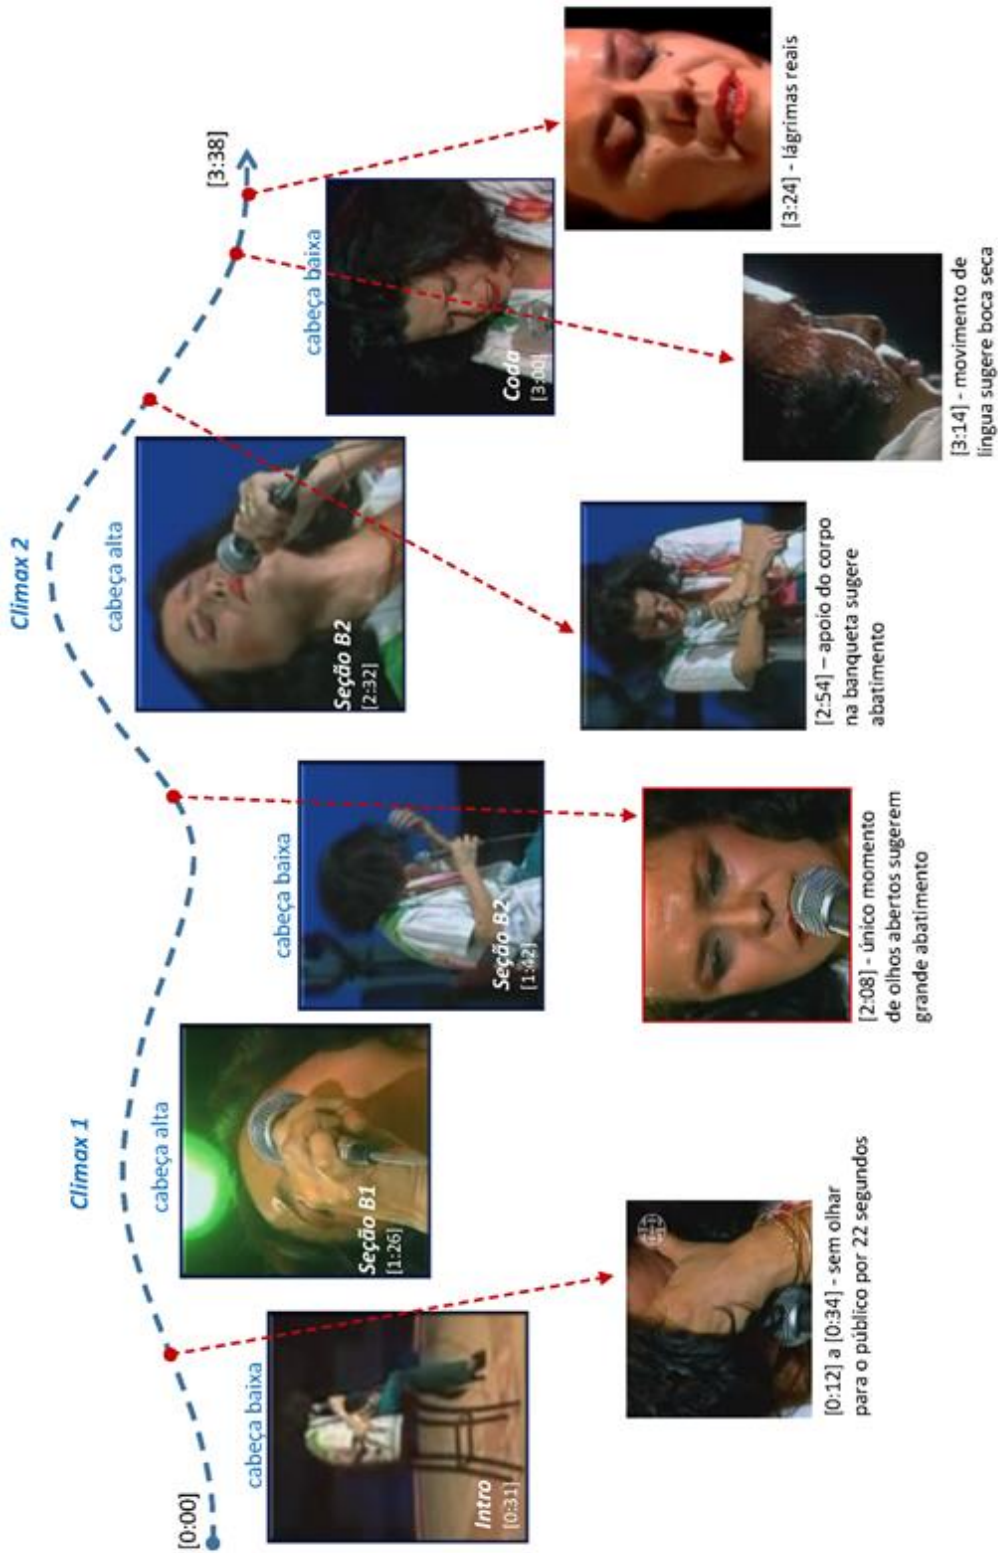 [0:00]
Climax 1
Climax 2
[3:38]
cabeça baixa
cabeça alta
cabeça baixa
cabeça alta
cabeça baixa
Intro
[0:31]
Seção B1
[1:26]
Seção B2
[1:42]
Seção B2
[2:32]
Coda
[3:00]
[0:12] a [0:34] - sem olhar
para o público por 22 segundos
[2:08] - único momento
de olhos abertos sugerem
grande abatimento
[2:54] – apoio do corpo
na banqueta sugere
abatimento
[3:14] - movimento de
língua sugere boca seca
[3:24] - lágrimas reais